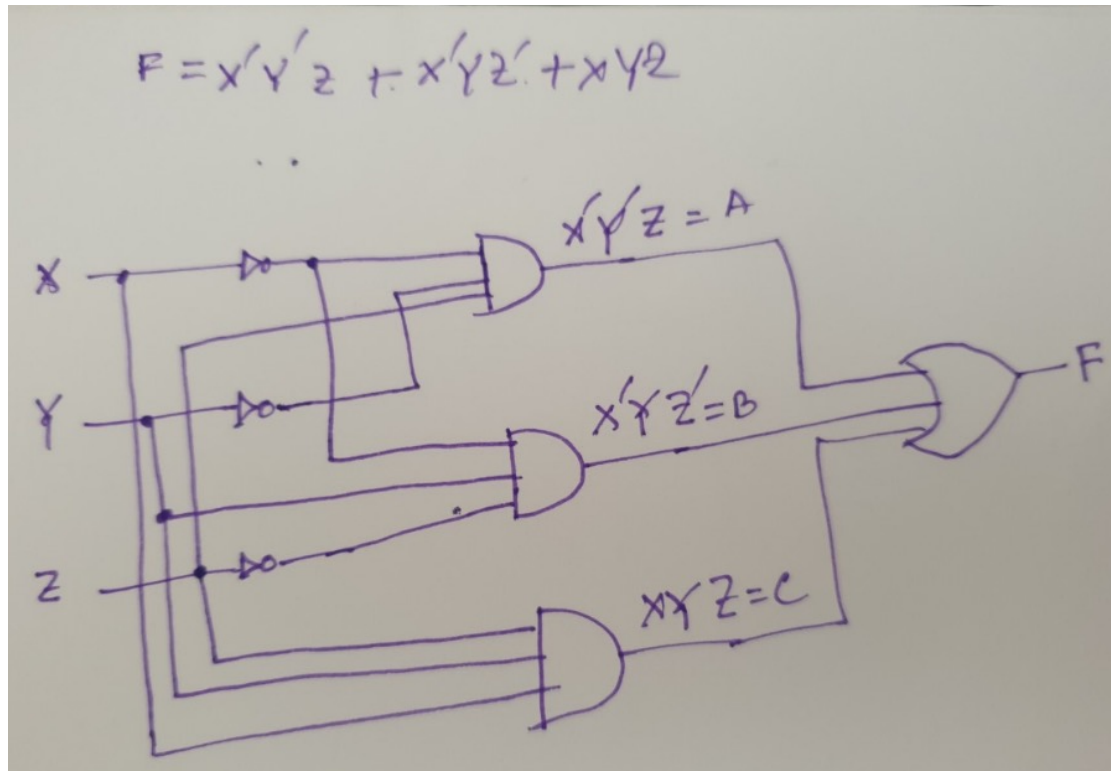 F = X'Y'Z + X'YZ' + XYZ
X'Y'Z = A
X
F
Y
X'YZ' = B
Z
XYZ = C